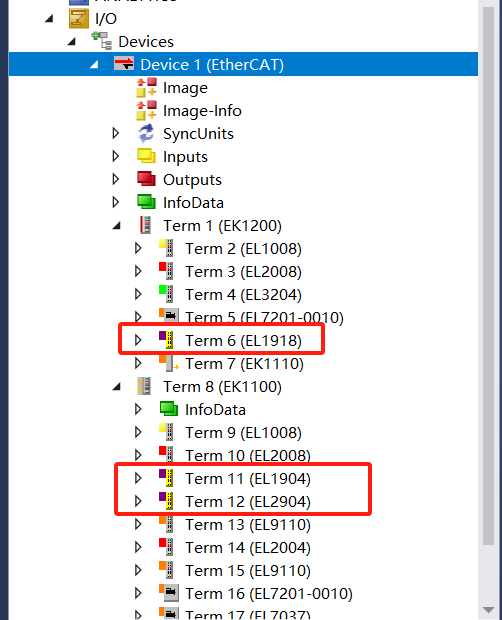 I/O
Devices
Device 1 (EtherCAT)
Image
Image-Info
SyncUnits
Inputs
Outputs
InfoData
Term 1 (EK1200)
Term 2 (EL1008)
Term 3 (EL2008)
Term 4 (EL3204)
Term 5 (EL7201-0010)
Term 6 (EL1918)
Term 7 (EK1110)
Term 8 (EK1100)
InfoData
Term 9 (EL1008)
Term 10 (EL2008)
Term 11 (EL1904)
Term 12 (EL2904)
Term 13 (EL9110)
Term 14 (EL2004)
Term 15 (EL9110)
Term 16 (EL7201-0010)
Term 17 (EL7037)